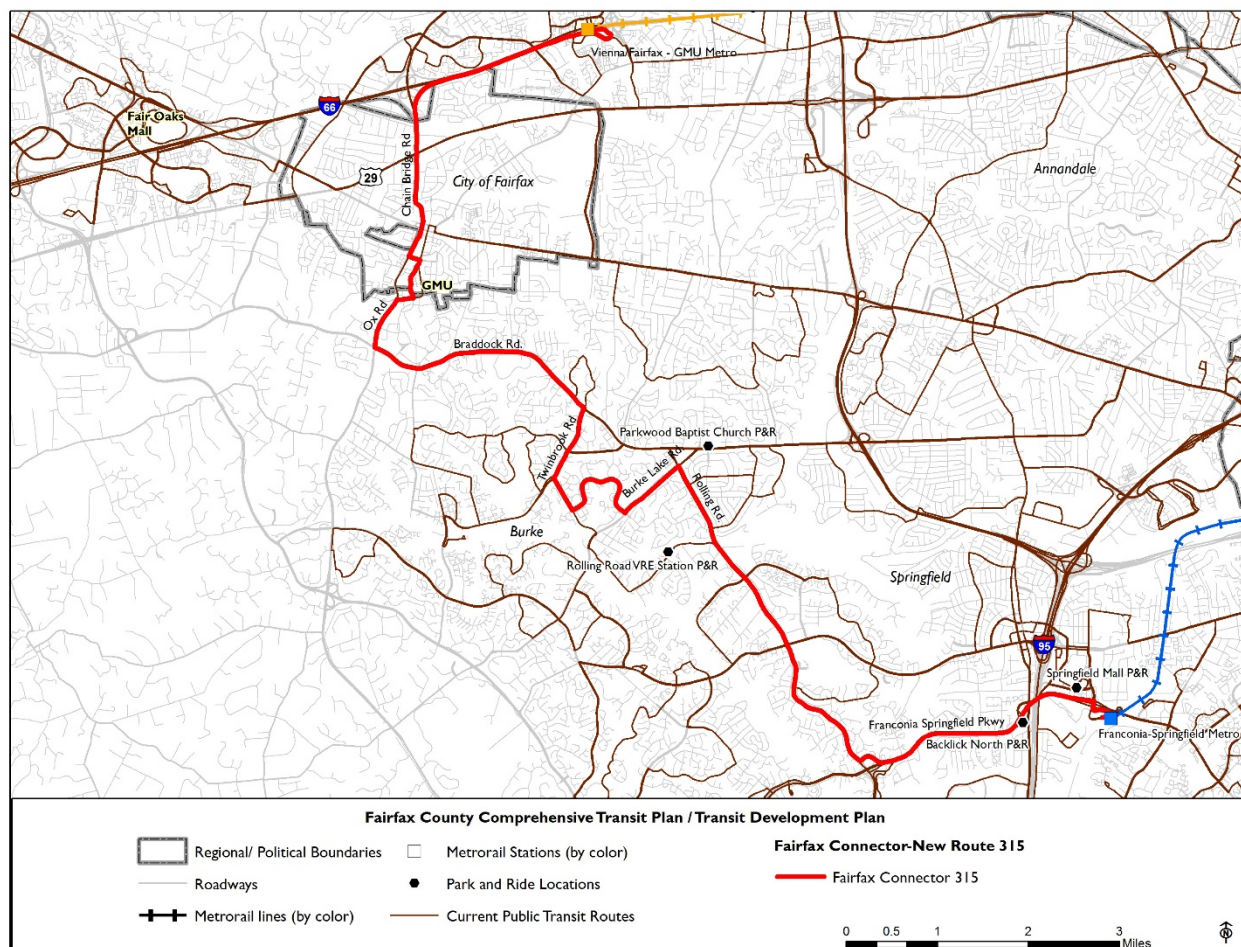 Vienna/Fairfax - GMU Metro
66
Fair Oaks
Mall
29
Chain Bridge Rd
City of Fairfax
Annandale
GMU
Ox Rd
Braddock Rd.
Twinbrook Rd.
Parkwood Baptist Church P&R
Burke Lake Rd.
Rolling Rd.
Burke
Rolling Road VRE Station P&R
Springfield
95
Springfield Mall P&R
Franconia Springfield Pkwy
Backlick North P&R
Franconia-Springfield Metro
Fairfax County Comprehensive Transit Plan / Transit Development Plan
Regional/ Political Boundaries
Metrorail Stations (by color)
Fairfax Connector-New Route 315
Roadways
Park and Ride Locations
Fairfax Connector 315
Metrorail lines (by color)
Current Public Transit Routes
0 0.5 1 2 3
Miles
N